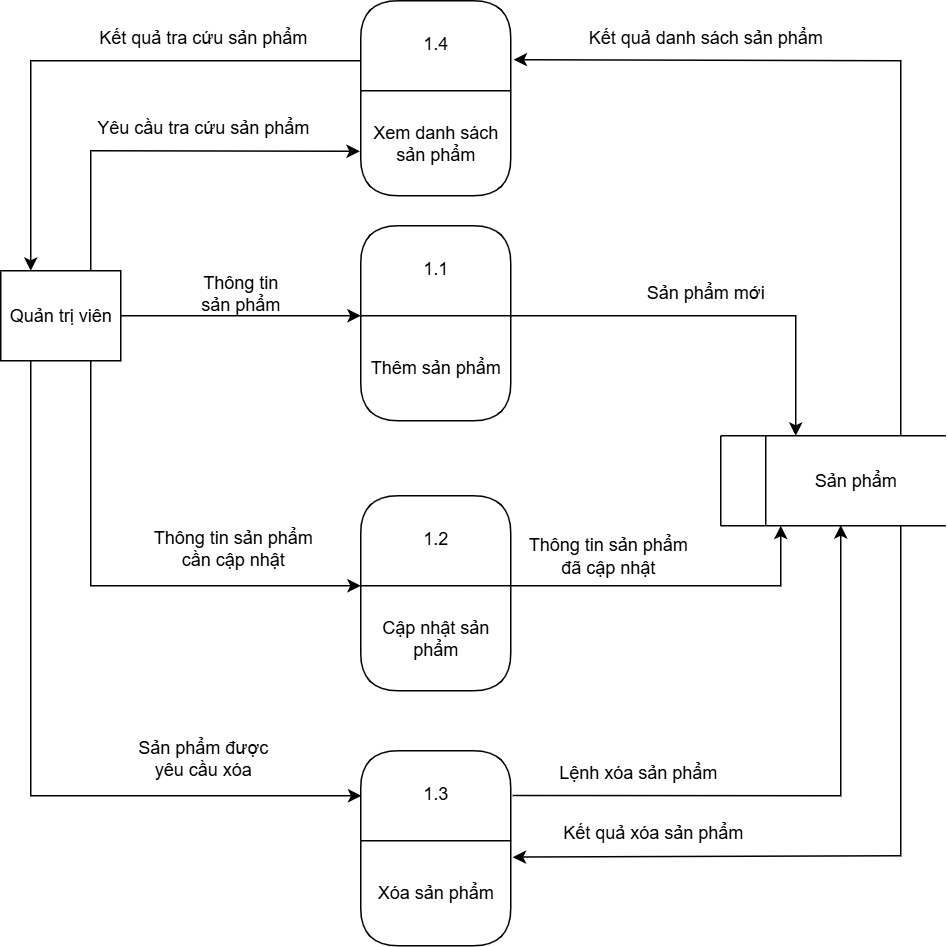 Kết quả tra cứu sản phẩm
1.4
Kết quả danh sách sản phẩm
Yêu cầu tra cứu sản phẩm
Xem danh sách
sản phẩm
1.1
Thông tin
sản phẩm
Sản phẩm mới
Quản trị viên
Thêm sản phẩm
Sản phẩm
1.2
Thông tin sản phẩm
cần cập nhật
Thông tin sản phẩm
đã cập nhật
Cập nhật sản
phẩm
Sản phẩm được
yêu cầu xóa
1.3
Lệnh xóa sản phẩm
Kết quả xóa sản phẩm
Xóa sản phẩm